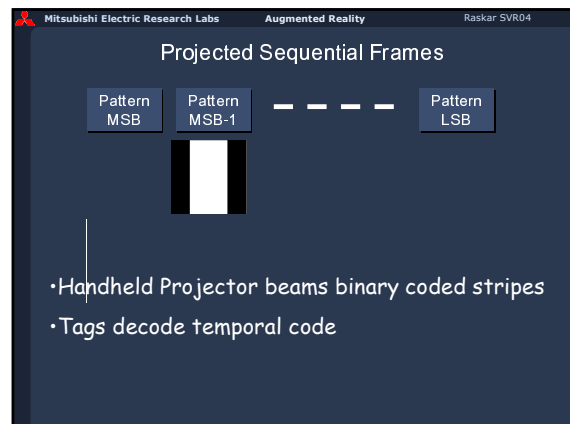 Mitsubishi Electric Research Labs Augmented Reality Raskar SVR04
Projected Sequential Frames
Pattern MSB
Pattern MSB-1
Pattern LSB
•Handheld Projector beams binary coded stripes
•Tags decode temporal code